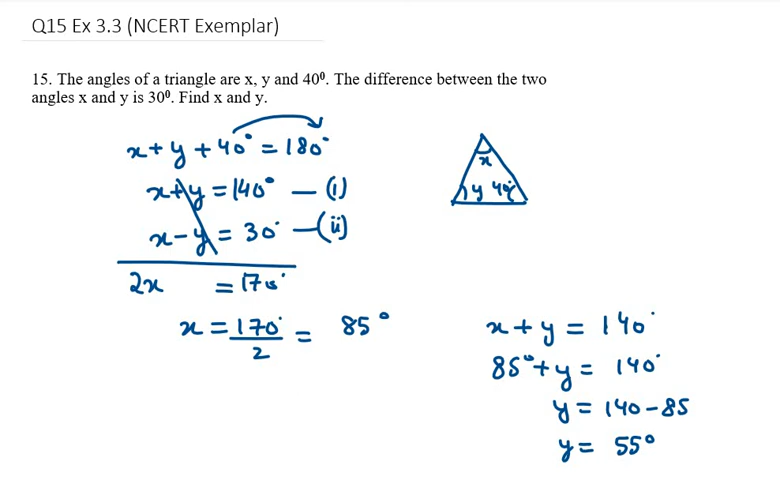 Q15 Ex 3.3 (NCERT Exemplar)
15. The angles of a triangle are x, y and 40⁰. The difference between the two
angles x and y is 30⁰. Find x and y.
x + y + 40° = 180°
x + y = 140° — (i)
x - y = 30° — (ii)
2x = 170°
x = 170° / 2 = 85°
x
y 40°
x + y = 140°
85° + y = 140°
y = 140 - 85
y = 55°